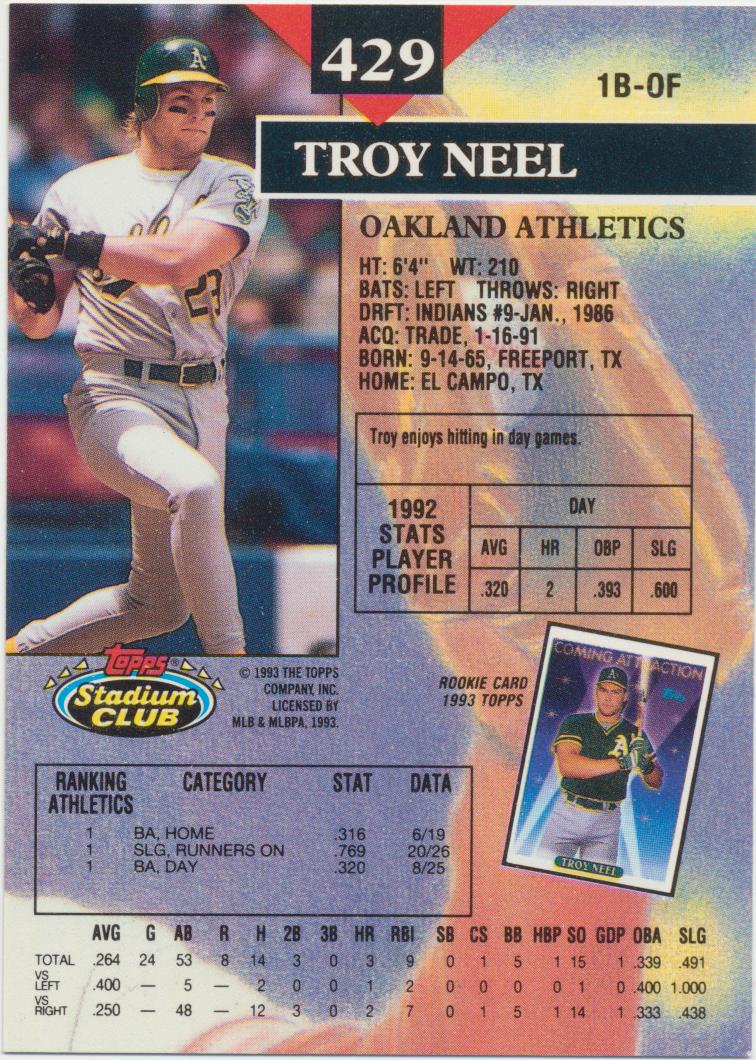 429
1B-OF
TROY NEEL
OAKLAND ATHLETICS
HT: 6'4" WT: 210
BATS: LEFT THROWS: RIGHT
DRFT: INDIANS #9-JAN., 1986
ACQ: TRADE, 1-16-91
BORN: 9-14-65, FREEPORT, TX
HOME: EL CAMPO, TX
Troy enjoys hitting in day games.
1992 STATS PLAYER PROFILE
DAY
AVG HR OBP SLG
.320 2 .393 .600
A's
23
Topps®
Stadium
CLUB
© 1993 THE TOPPS
COMPANY, INC.
LICENSED BY
MLB & MLBPA, 1993.
ROOKIE CARD
1993 TOPPS
COMING ATTRACTION
Topps
A's
TROY NEEL
RANKING CATEGORY STAT DATA
ATHLETICS
1 BA, HOME .316 6/19
1 SLG, RUNNERS ON .769 20/26
1 BA, DAY .320 8/25
AVG G AB R H 2B 3B HR RBI SB CS BB HBP SO GDP OBA SLG
TOTAL .264 24 53 8 14 3 0 3 9 0 1 5 1 15 1 .339 .491
VS LEFT .400 — 5 — 2 0 0 1 2 0 0 0 0 1 0 .400 1.000
VS RIGHT .250 — 48 — 12 3 0 2 7 0 1 5 1 14 1 .333 .438